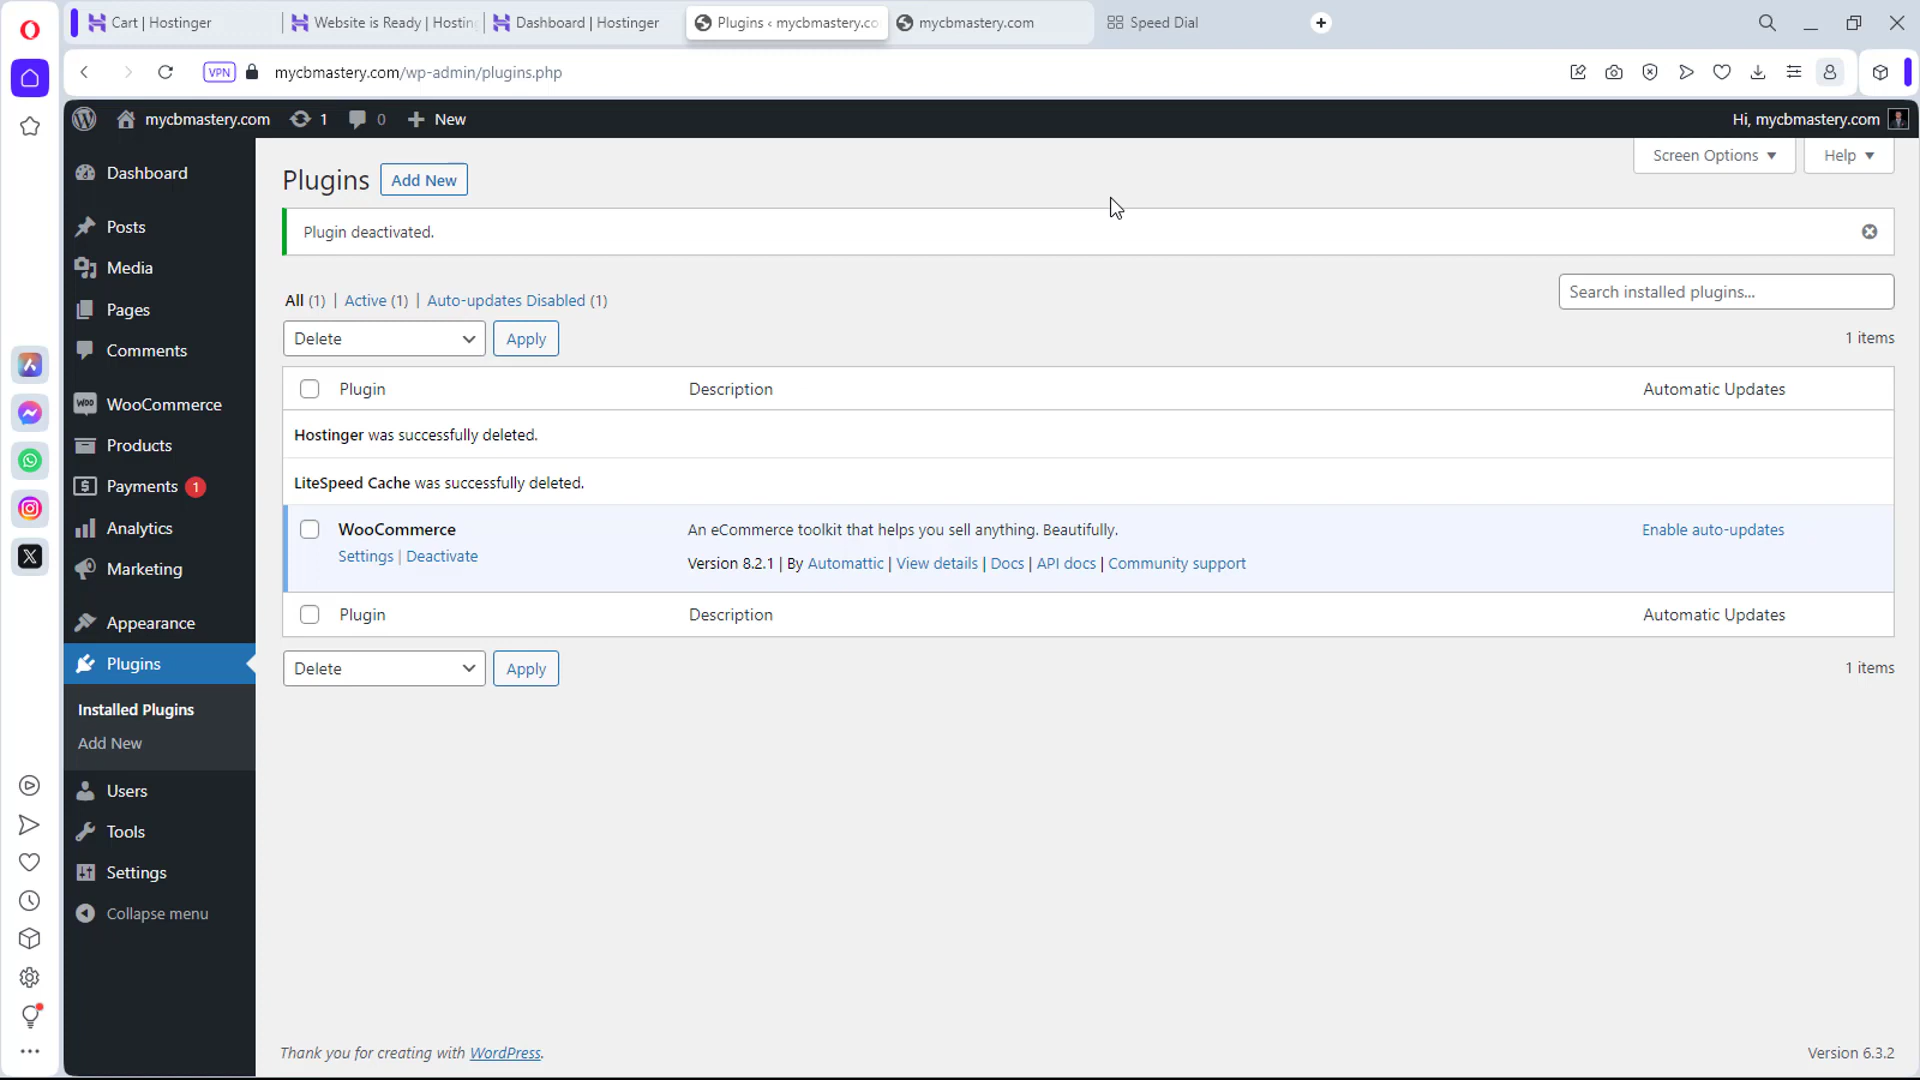 Cart | Hostinger
Website is Ready | Hostin
Dashboard | Hostinger
Plugins ‹ mycbmastery.co
mycbmastery.com
Speed Dial
VPN
mycbmastery.com/wp-admin/plugins.php
mycbmastery.com
1
0
New
Hi, mycbmastery.com
Screen Options
Help
Dashboard
Posts
Media
Pages
Comments
WooCommerce
Products
Payments 1
Analytics
Marketing
Appearance
Plugins
Installed Plugins
Add New
Users
Tools
Settings
Collapse menu
Plugins
Add New
Plugin deactivated.
All (1) | Active (1) | Auto-updates Disabled (1)
Search installed plugins...
Delete
Apply
1 items
Plugin
Description
Automatic Updates
Hostinger was successfully deleted.
LiteSpeed Cache was successfully deleted.
WooCommerce
Settings | Deactivate
An eCommerce toolkit that helps you sell anything. Beautifully.
Version 8.2.1 | By Automattic | View details | Docs | API docs | Community support
Enable auto-updates
Plugin
Description
Automatic Updates
Delete
Apply
1 items
Thank you for creating with WordPress.
Version 6.3.2